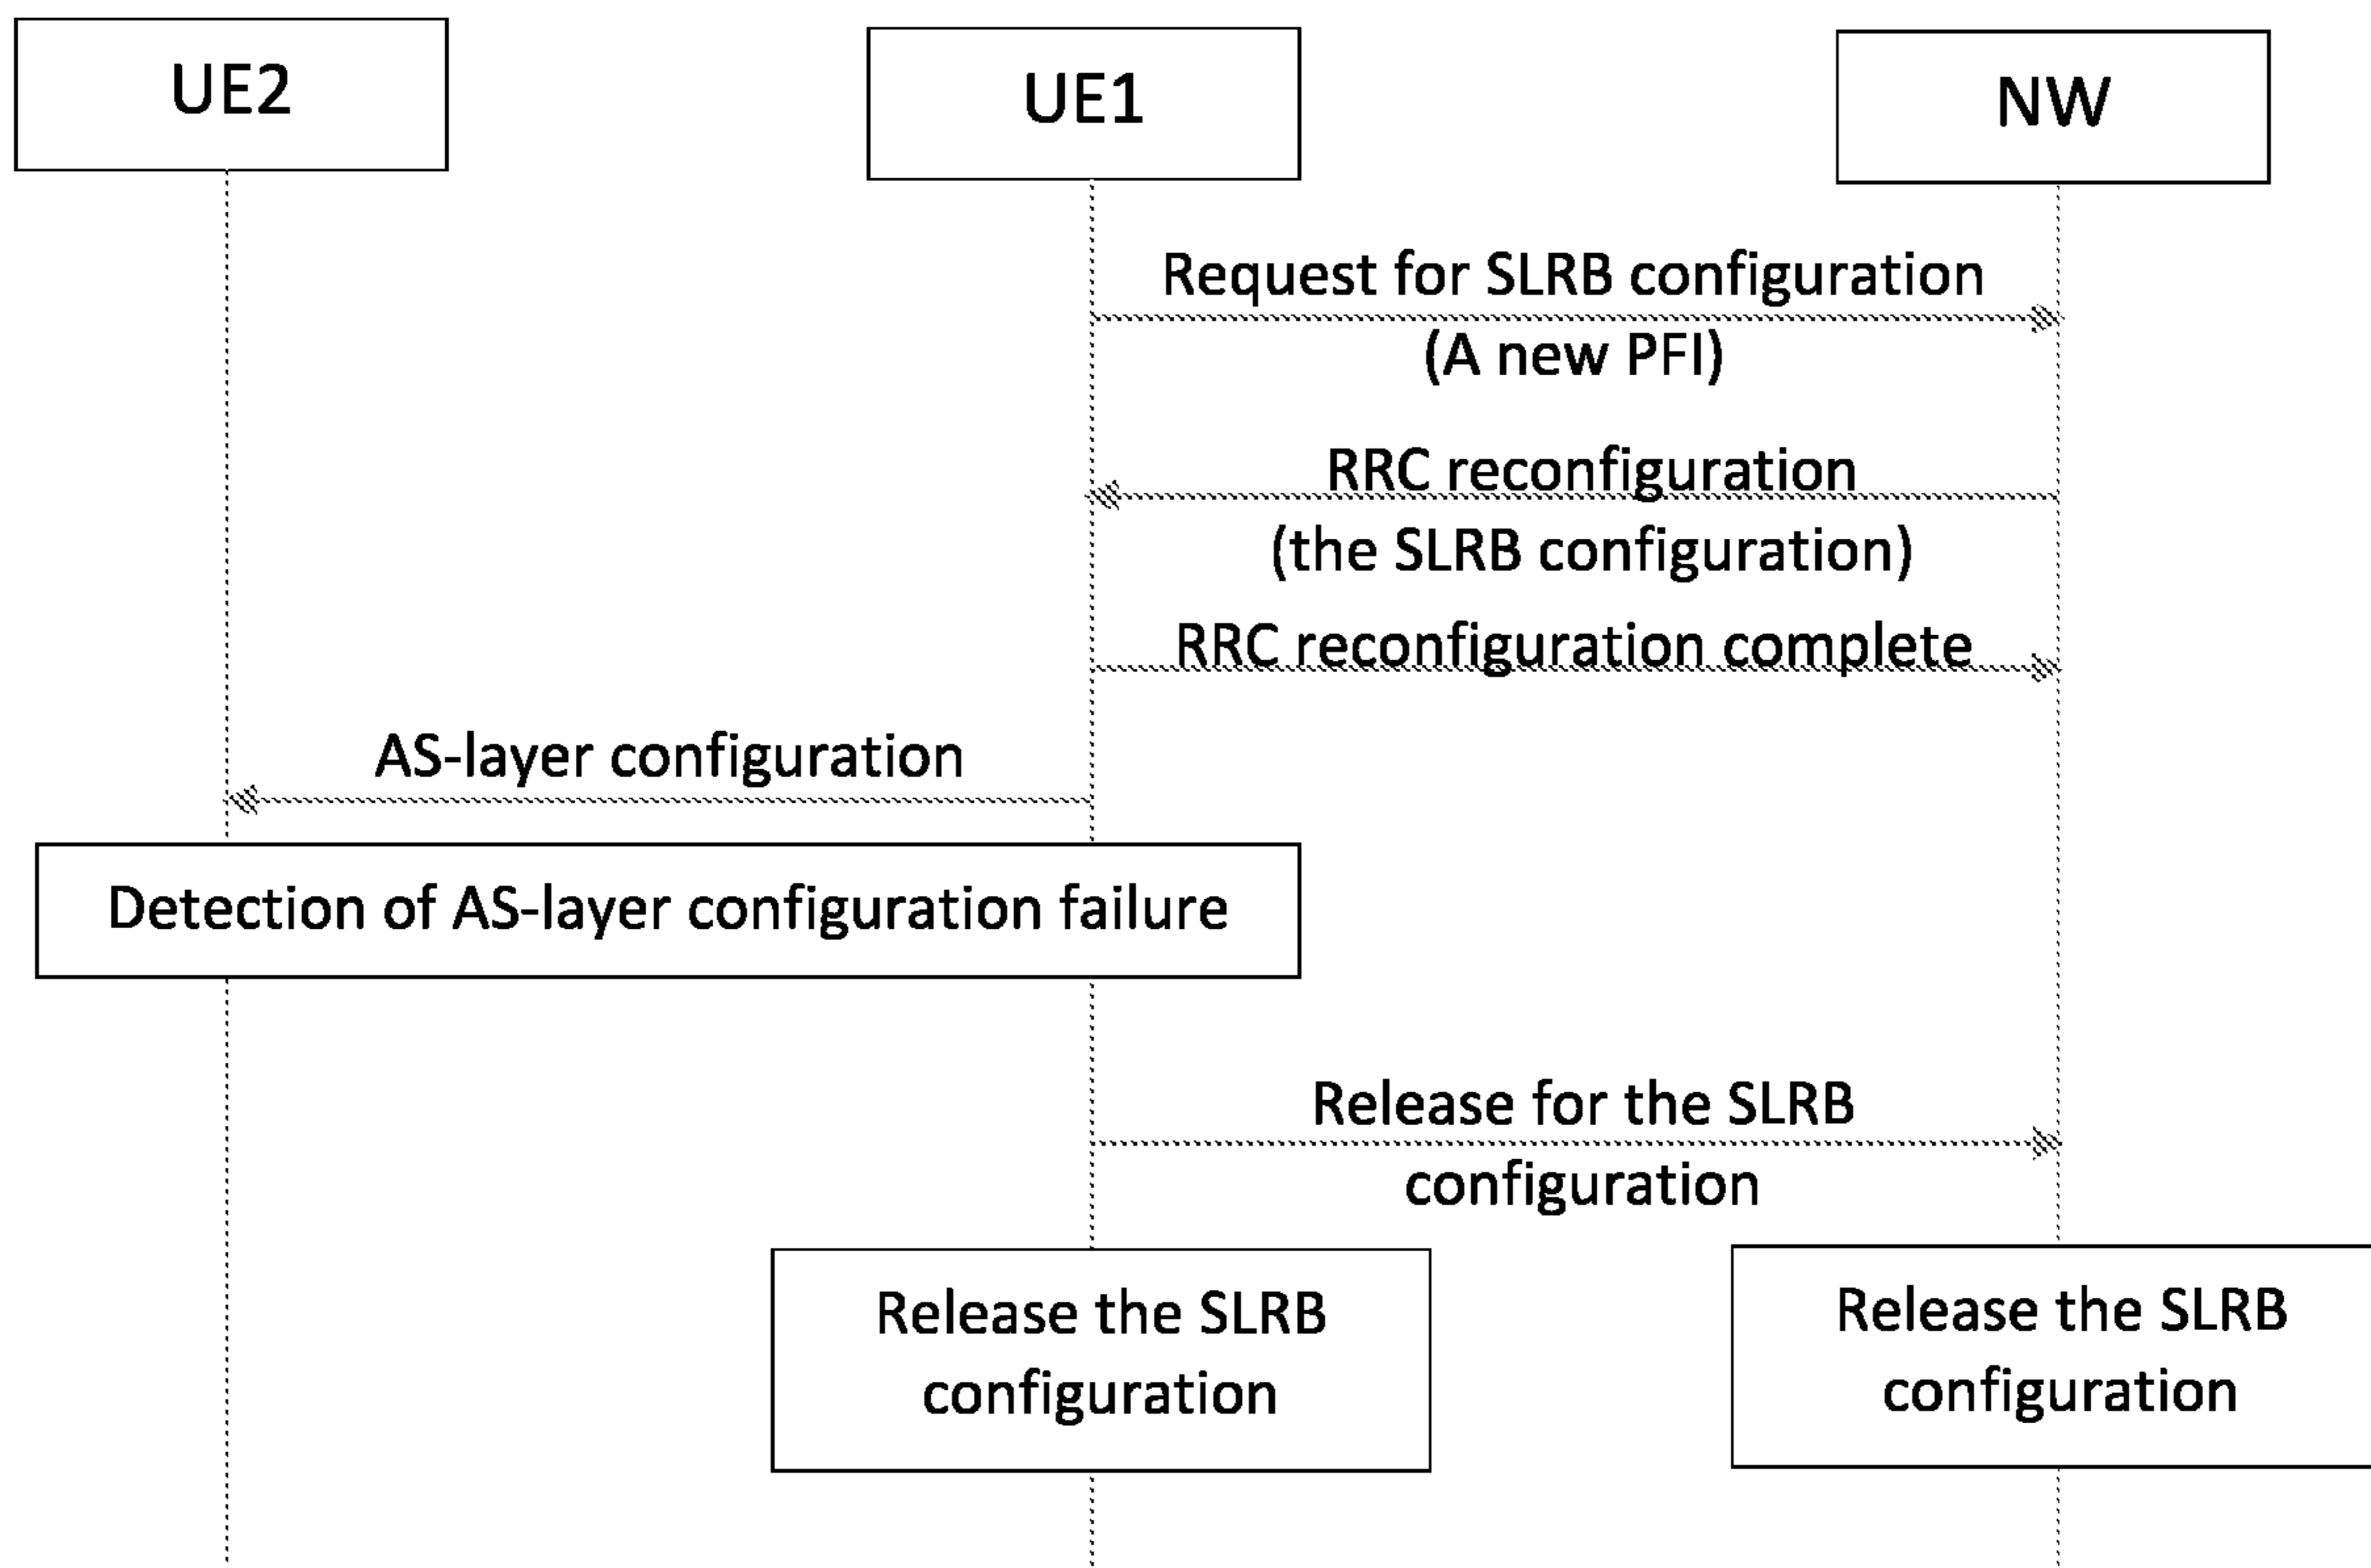 UE2
UE1
NW
Request for SLRB configuration
(A new PFI)
RRC reconfiguration
(the SLRB configuration)
RRC reconfiguration complete
AS-layer configuration
Detection of AS-layer configuration failure
Release for the SLRB
configuration
Release the SLRB
configuration
Release the SLRB
configuration